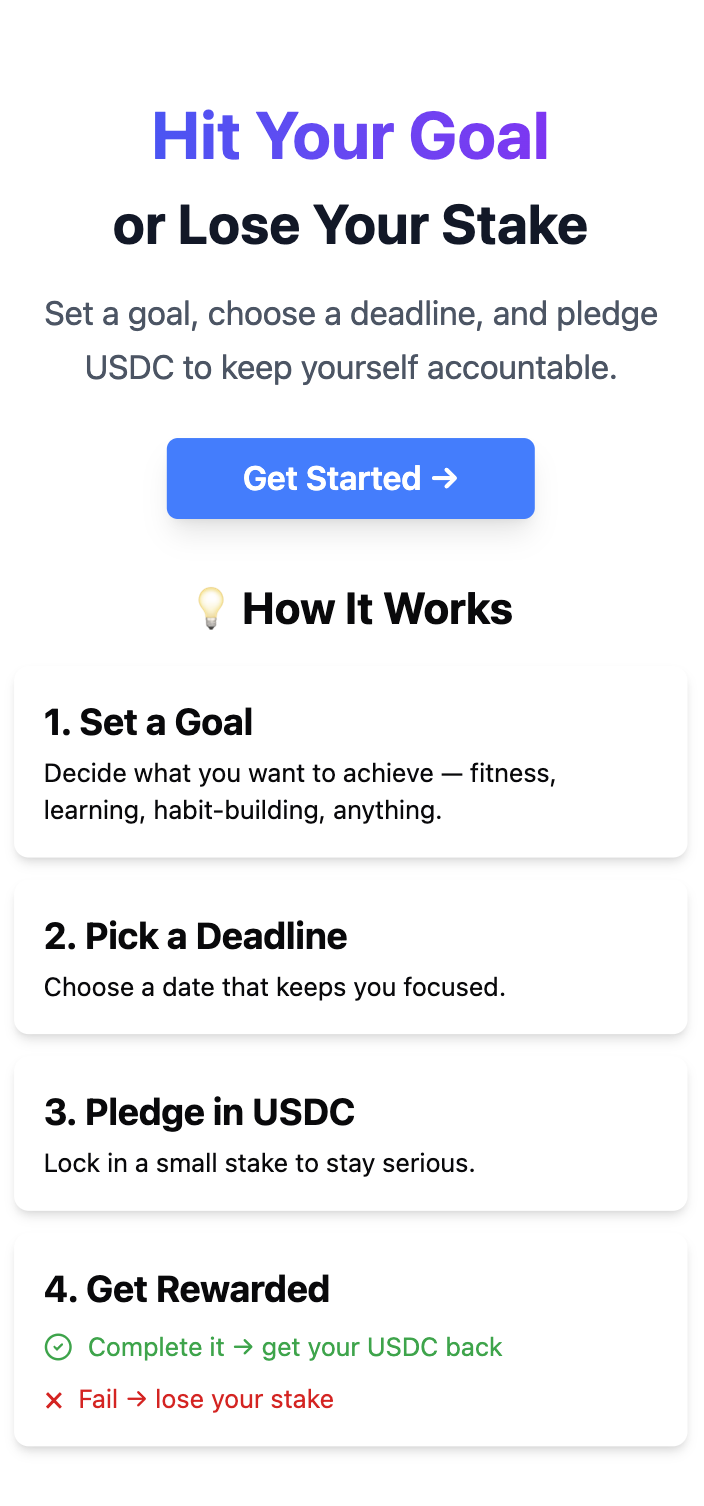 Hit Your Goal
or Lose Your Stake
Set a goal, choose a deadline, and pledge
USDC to keep yourself accountable.
Get Started →
💡 How It Works
1. Set a Goal
Decide what you want to achieve — fitness,
learning, habit-building, anything.
2. Pick a Deadline
Choose a date that keeps you focused.
3. Pledge in USDC
Lock in a small stake to stay serious.
4. Get Rewarded
Complete it → get your USDC back
Fail → lose your stake